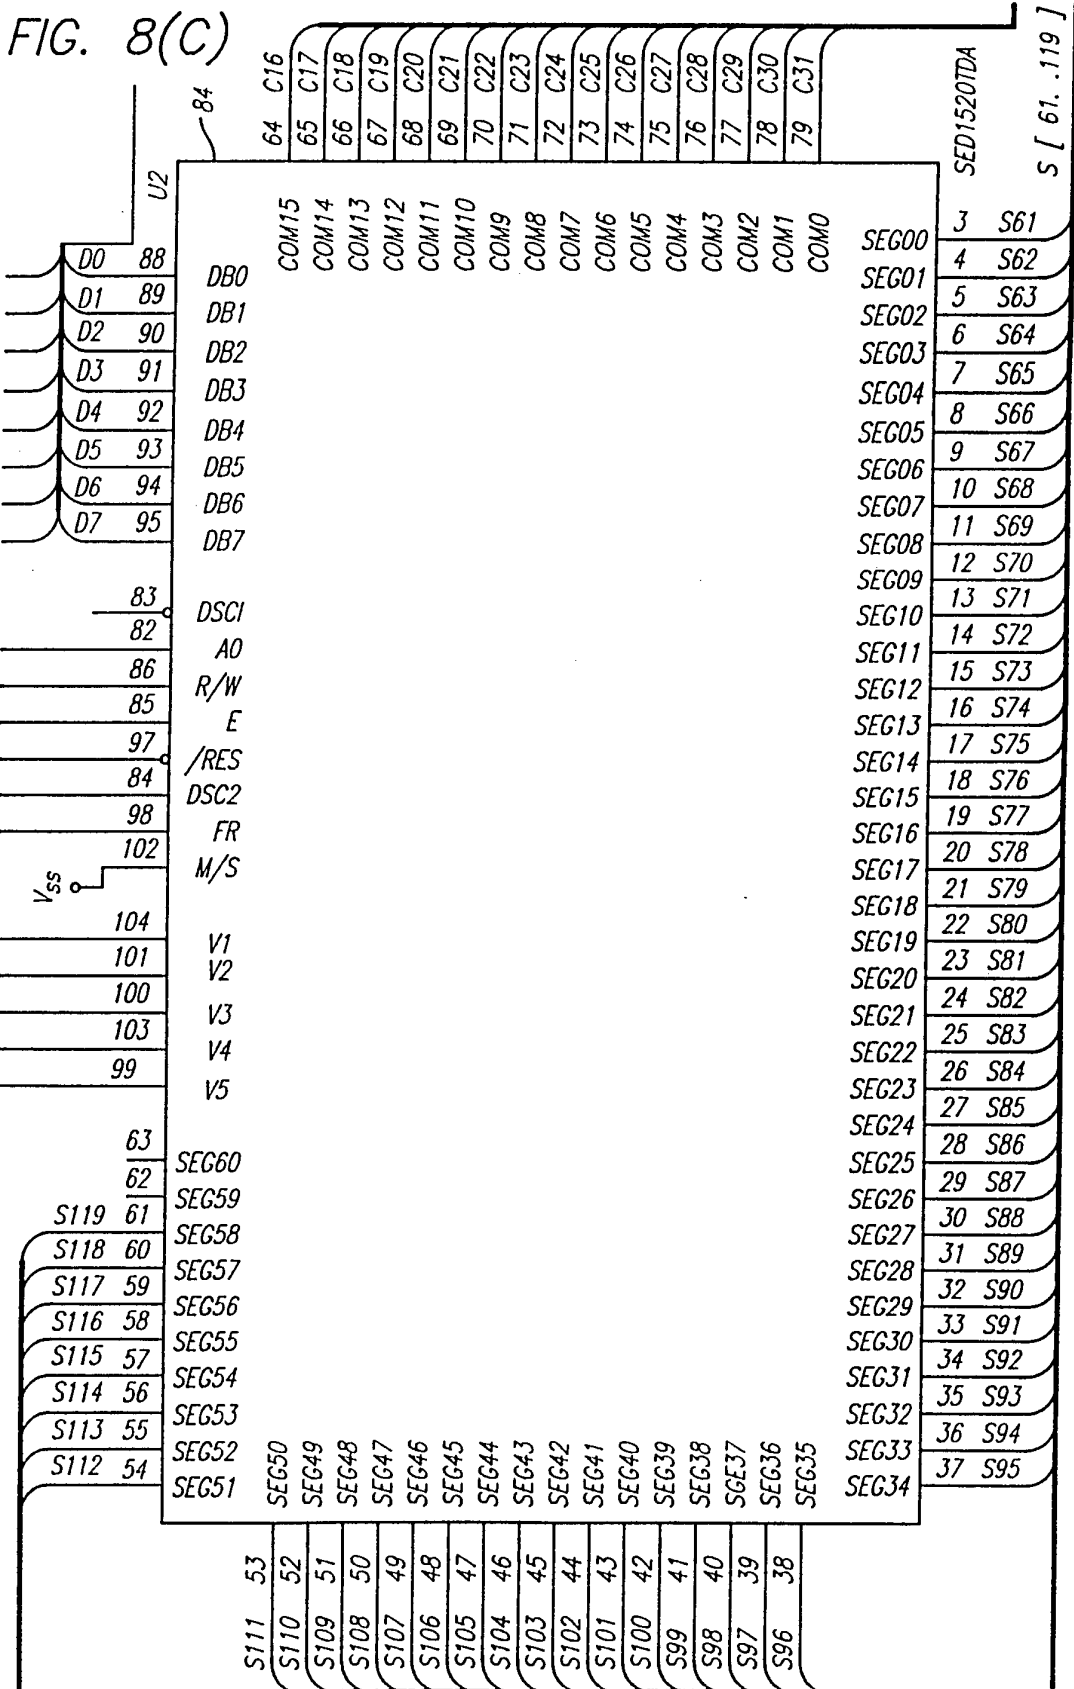 FIG. 8(C)
84
U2
SED1520TDA
S [ 61. .119 ]
64 C16
65 C17
66 C18
67 C19
68 C20
69 C21
70 C22
71 C23
72 C24
73 C25
74 C26
75 C27
76 C28
77 C29
78 C30
79 C31
COM15
COM14
COM13
COM12
COM11
COM10
COM9
COM8
COM7
COM6
COM5
COM4
COM3
COM2
COM1
COM0
D0 88 DB0
D1 89 DB1
D2 90 DB2
D3 91 DB3
D4 92 DB4
D5 93 DB5
D6 94 DB6
D7 95 DB7
83 DSCI
82 A0
86 R/W
85 E
97 /RES
84 DSC2
98 FR
102 M/S
VSS
104 V1
101 V2
100 V3
103 V4
99 V5
63 SEG60
62 SEG59
S119 61 SEG58
S118 60 SEG57
S117 59 SEG56
S116 58 SEG55
S115 57 SEG54
S114 56 SEG53
S113 55 SEG52
S112 54 SEG51
SEG00 3 S61
SEG01 4 S62
SEG02 5 S63
SEG03 6 S64
SEG04 7 S65
SEG05 8 S66
SEG06 9 S67
SEG07 10 S68
SEG08 11 S69
SEG09 12 S70
SEG10 13 S71
SEG11 14 S72
SEG12 15 S73
SEG13 16 S74
SEG14 17 S75
SEG15 18 S76
SEG16 19 S77
SEG17 20 S78
SEG18 21 S79
SEG19 22 S80
SEG20 23 S81
SEG21 24 S82
SEG22 25 S83
SEG23 26 S84
SEG24 27 S85
SEG25 28 S86
SEG26 29 S87
SEG27 30 S88
SEG28 31 S89
SEG29 32 S90
SEG30 33 S91
SEG31 34 S92
SEG32 35 S93
SEG33 36 S94
SEG34 37 S95
SEG50
SEG49
SEG48
SEG47
SEG46
SEG45
SEG44
SEG43
SEG42
SEG41
SEG40
SEG39
SEG38
SGE37
SEG36
SEG35
S111 53
S110 52
S109 51
S108 50
S107 49
S106 48
S105 47
S104 46
S103 45
S102 44
S101 43
S100 42
S99 41
S98 40
S97 39
S96 38